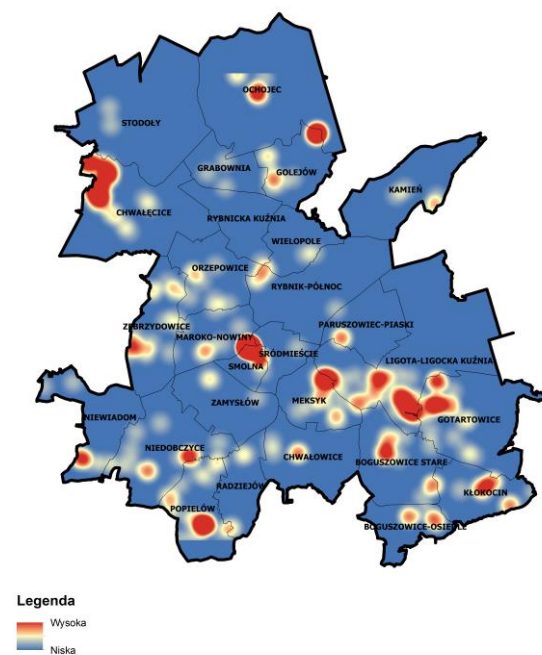 OCHOJEC
STODOŁY
GRABOWNIA
GOLEJÓW
KAMIEŃ
CHWAŁĘCICE
RYBNICKA KUŹNIA
WIELOPOLE
ORZEPOWICE
RYBNIK-PÓŁNOC
ZEBRZYDOWICE
PARUSZOWIEC-PIASKI
MAROKO-NOWINY
ŚRÓDMIEŚCIE
LIGOTA-LIGOCKA KUŹNIA
SMOLNA
ZAMYSŁÓW
MEKSYK
NIEWIADOM
GOTARTOWICE
NIEDOBCZYCE
CHWAŁOWICE
BOGUSZOWICE STARE
RADZIEJÓW
KŁOKOCIN
POPIELÓW
BOGUSZOWICE-OSIEDLE
Legenda
Wysoka
Niska